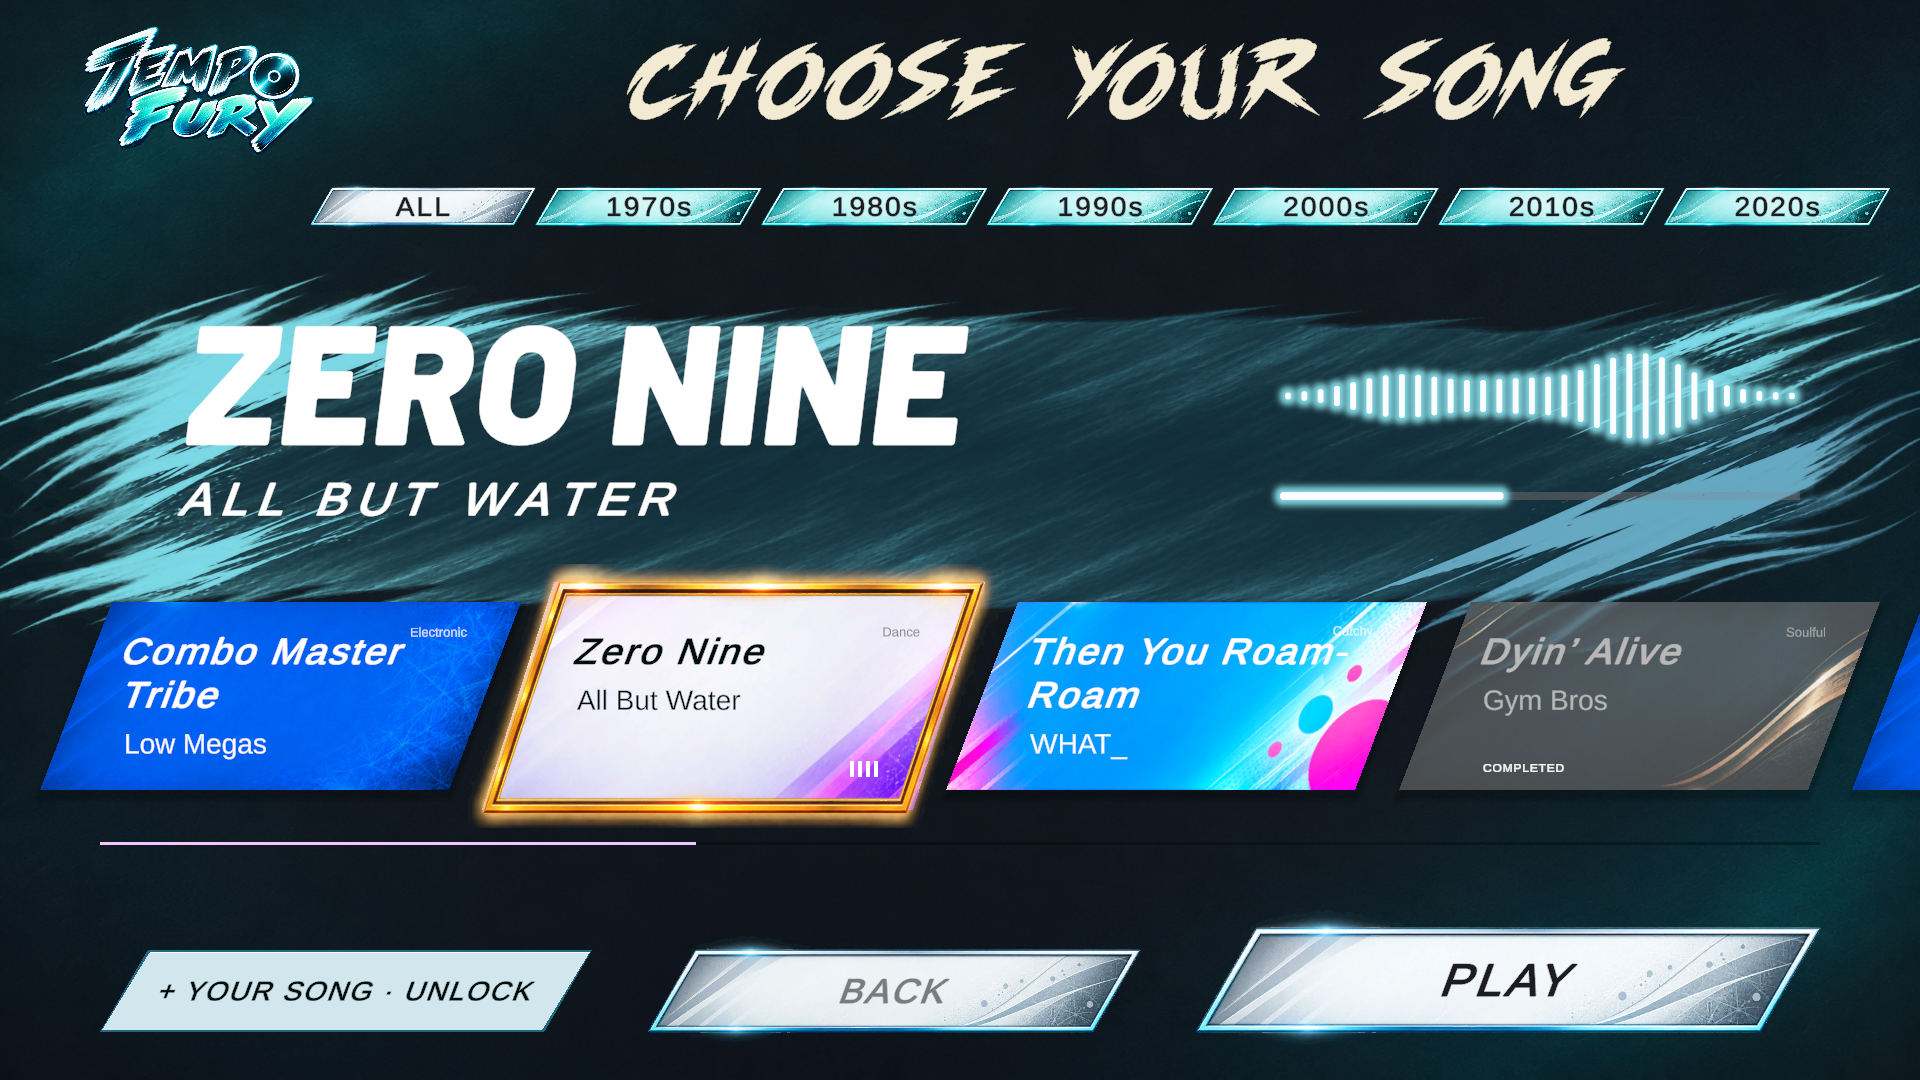 TEMPO
FURY
CHOOSE YOUR SONG
ALL
1970s
1980s
1990s
2000s
2010s
2020s
ZERO NINE
ALL BUT WATER
Combo Master
Tribe
Electronic
Low Megas
Zero Nine
Dance
All But Water
Then You Roam-
Roam
Catchy
WHAT_
Dyin’ Alive
Soulful
Gym Bros
COMPLETED
+ YOUR SONG · UNLOCK
BACK
PLAY